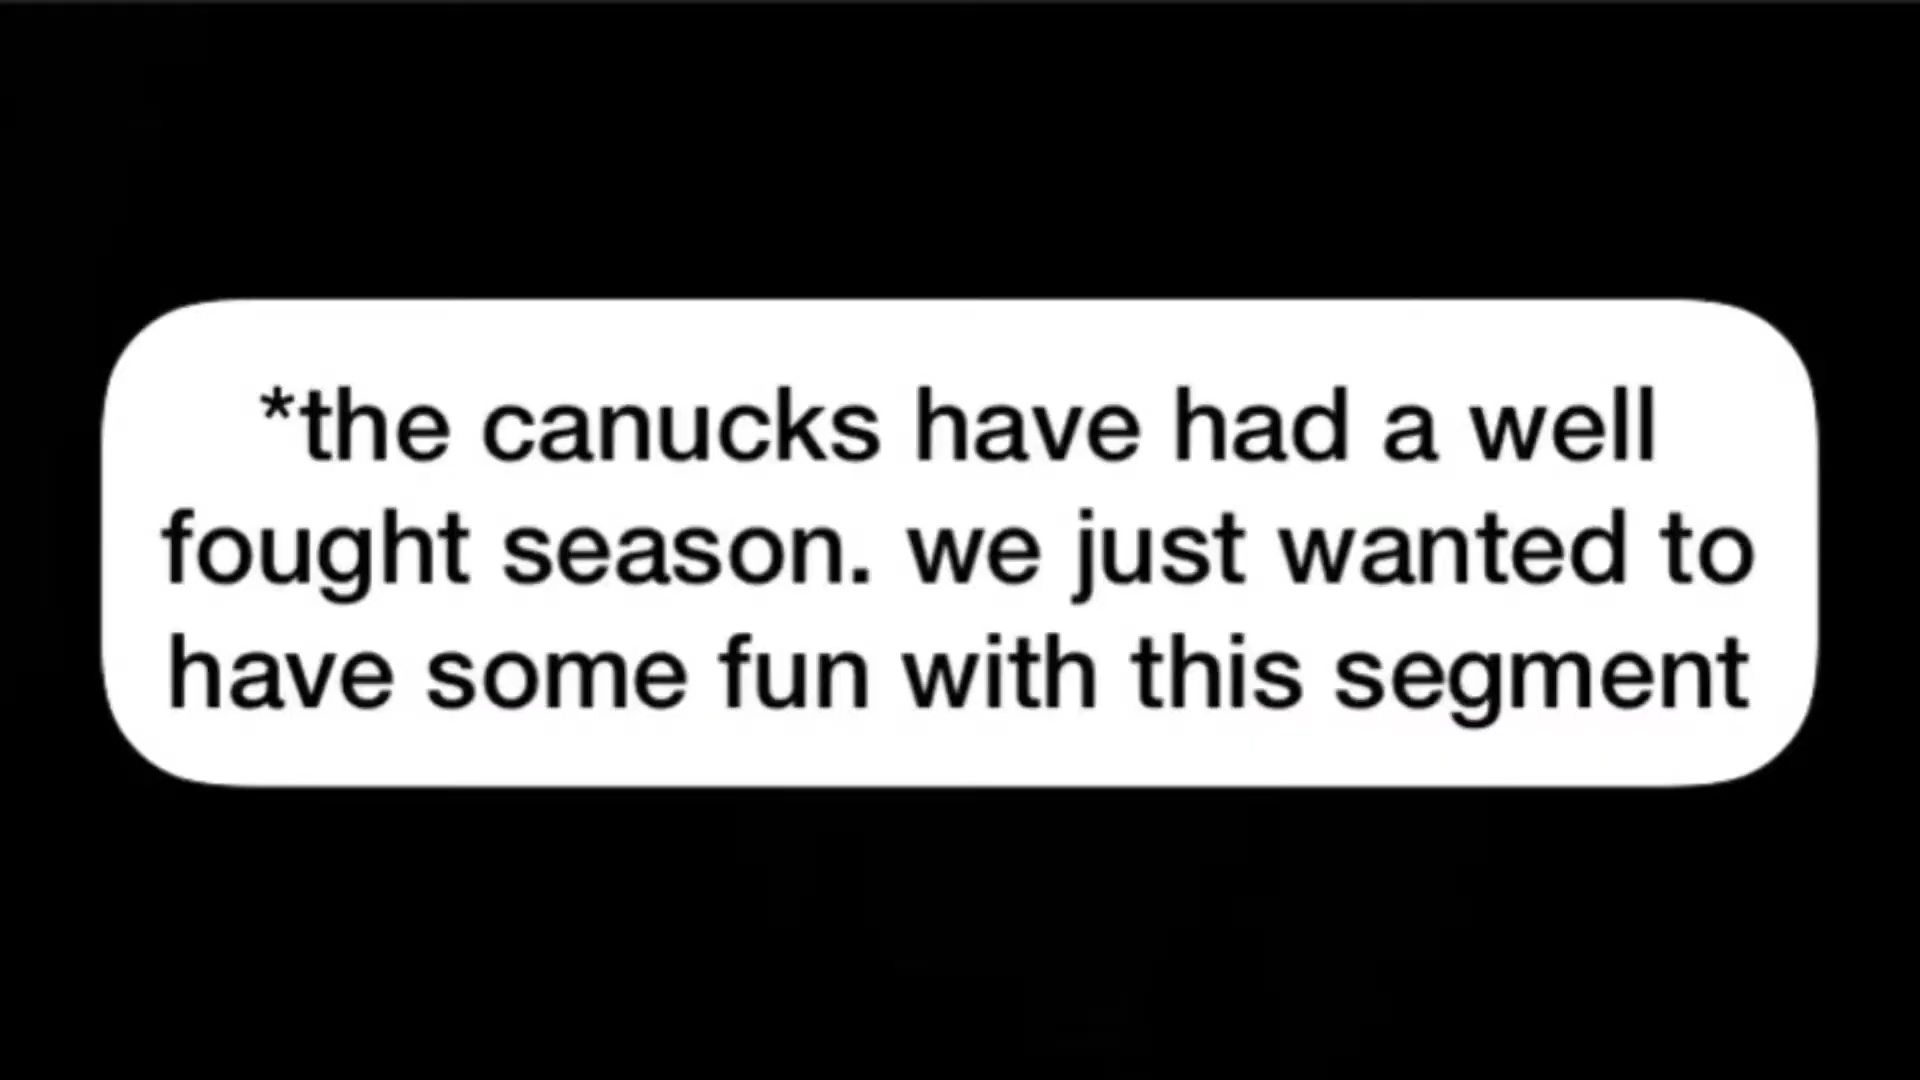 *the canucks have had a well
fought season. we just wanted to
have some fun with this segment